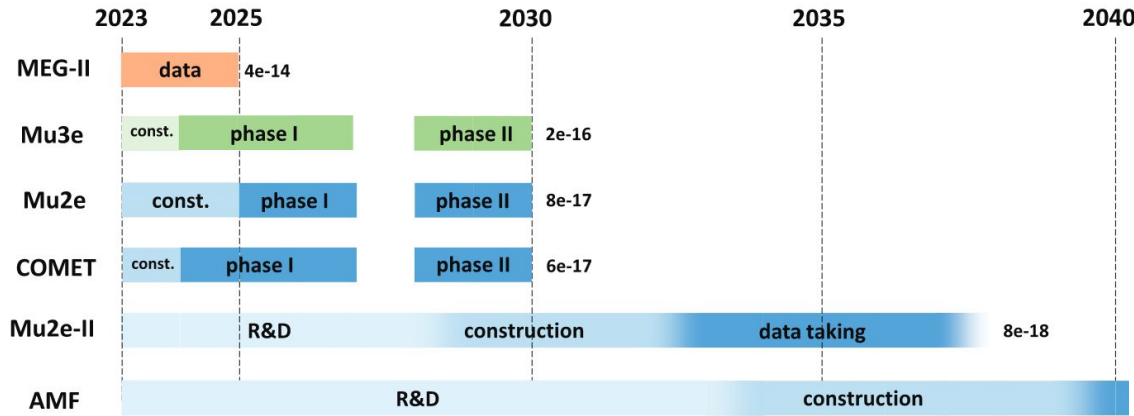 2023 2025 2030 2035 2040
MEG-II data 4e-14
Mu3e const. phase I phase II 2e-16
Mu2e const. phase I phase II 8e-17
COMET const. phase I phase II 6e-17
Mu2e-II R&D construction data taking 8e-18
AMF R&D construction